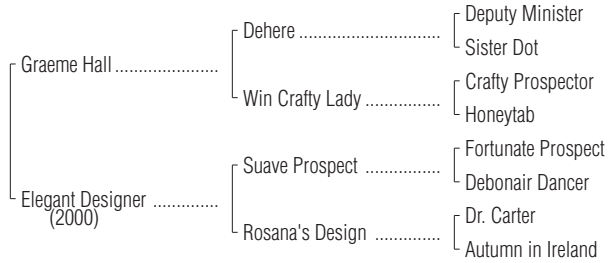 Deputy Minister
Dehere ................................
Sister Dot
Graeme Hall .......................
Crafty Prospector
Win Crafty Lady .................
Honeytab
Fortunate Prospect
Suave Prospect .................
Debonair Dancer
Elegant Designer ...............
(2000)
Dr. Carter
Rosana's Design ...............
Autumn in Ireland